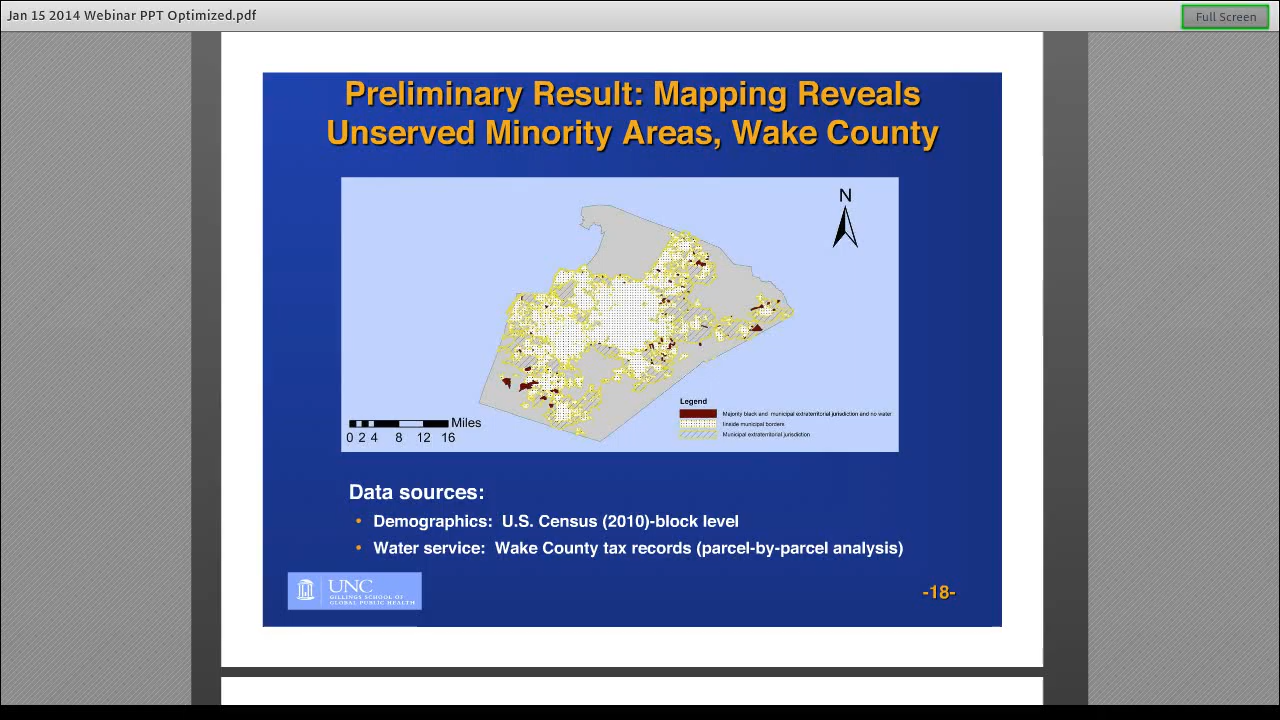 Jan 15 2014 Webinar PPT Optimized.pdf
Full Screen
Preliminary Result: Mapping Reveals
Unserved Minority Areas, Wake County
N
Miles
0 2 4 8 12 16
Legend
Majority black and municipal extraterritorial jurisdiction and no water
Iinside municipal borders
Municipal extraterritorial jurisdiction
Data sources:
• Demographics: U.S. Census (2010)-block level
• Water service: Wake County tax records (parcel-by-parcel analysis)
UNC
GILLINGS SCHOOL OF
GLOBAL PUBLIC HEALTH
-18-